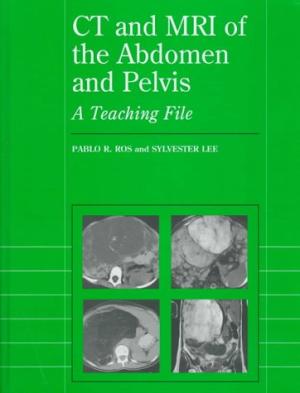 CT and MRI of
the Abdomen
and Pelvis
A Teaching File
PABLO R. ROS and SYLVESTER LEE